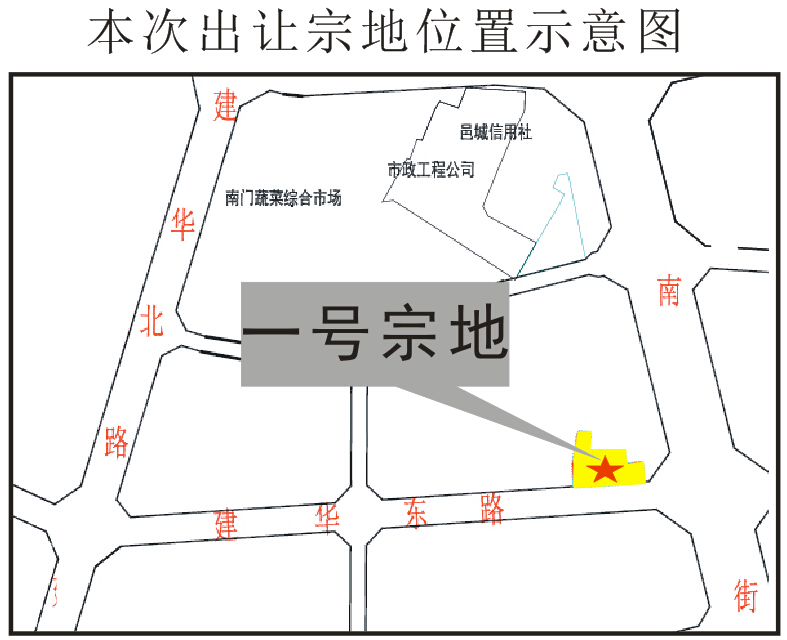 本次出让宗地位置示意图
建华北路
邑城信用社
市政工程公司
南门蔬菜综合市场
南街
一号宗地
建华东路